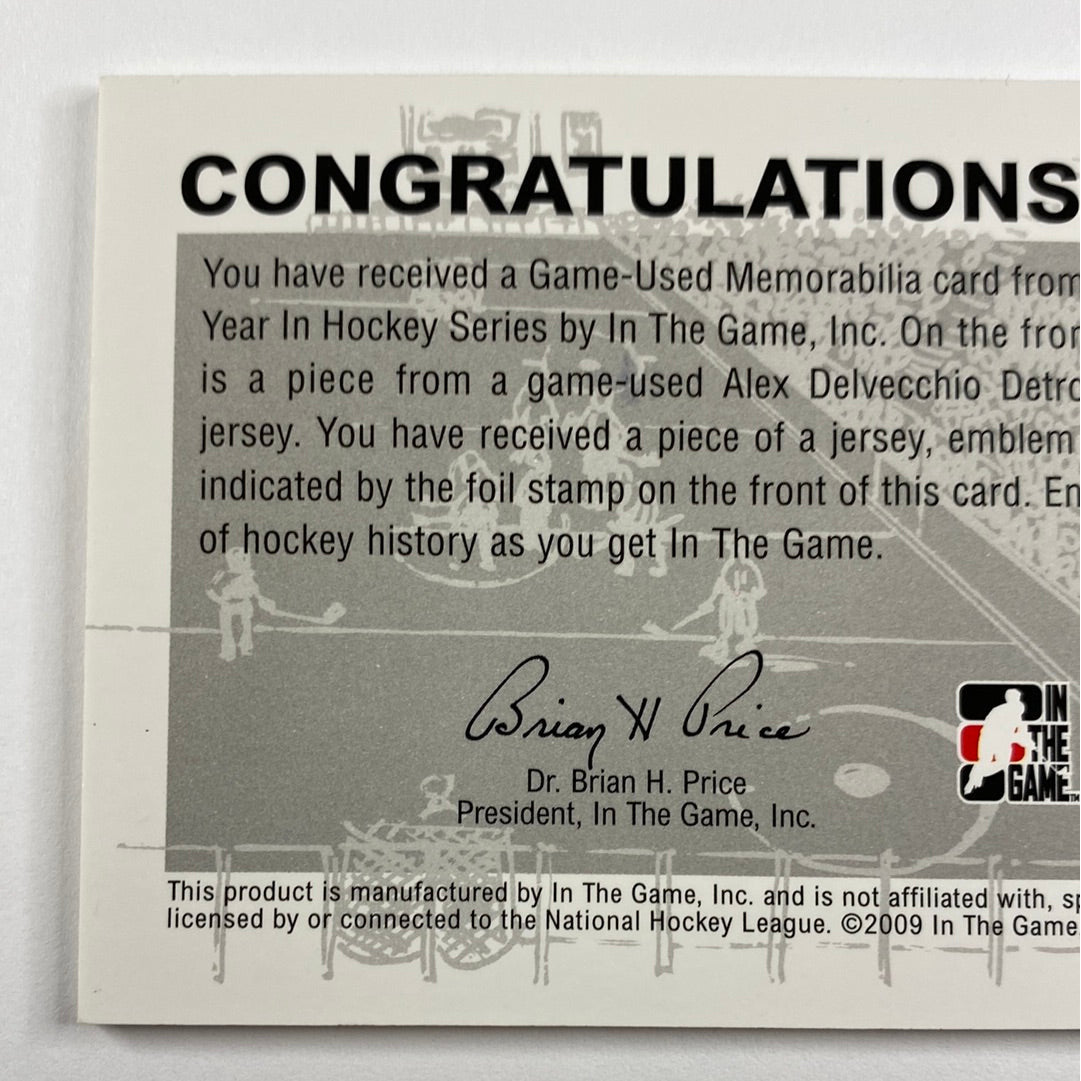 CONGRATULATIONS
You have received a Game-Used Memorabilia card from
Year In Hockey Series by In The Game, Inc. On the fron
is a piece from a game-used Alex Delvecchio Detro
jersey. You have received a piece of a jersey, emblem
indicated by the foil stamp on the front of this card. En
of hockey history as you get In The Game.
Brian H Price
Dr. Brian H. Price
President, In The Game, Inc.
IN
THE
GAME™
This product is manufactured by In The Game, Inc. and is not affiliated with, sp
licensed by or connected to the National Hockey League. ©2009 In The Game